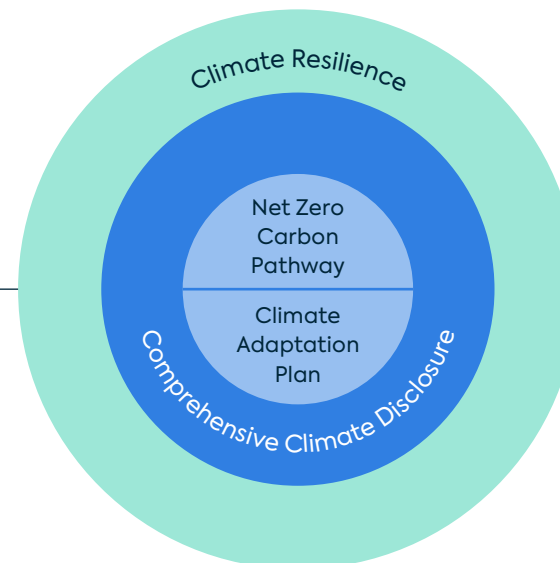 Climate Resilience
Net Zero
Carbon
Pathway
Climate
Adaptation
Plan
Comprehensive Climate Disclosure